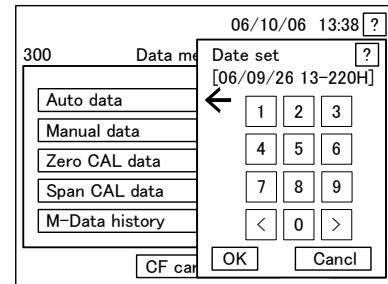 06/10/06 13:38 ?
300 Data me
Date set ?
[06/09/26 13-220H]
Auto data
Manual data
Zero CAL data
Span CAL data
M-Data history
1 2 3
4 5 6
7 8 9
< 0 >
CF car
OK Cancl